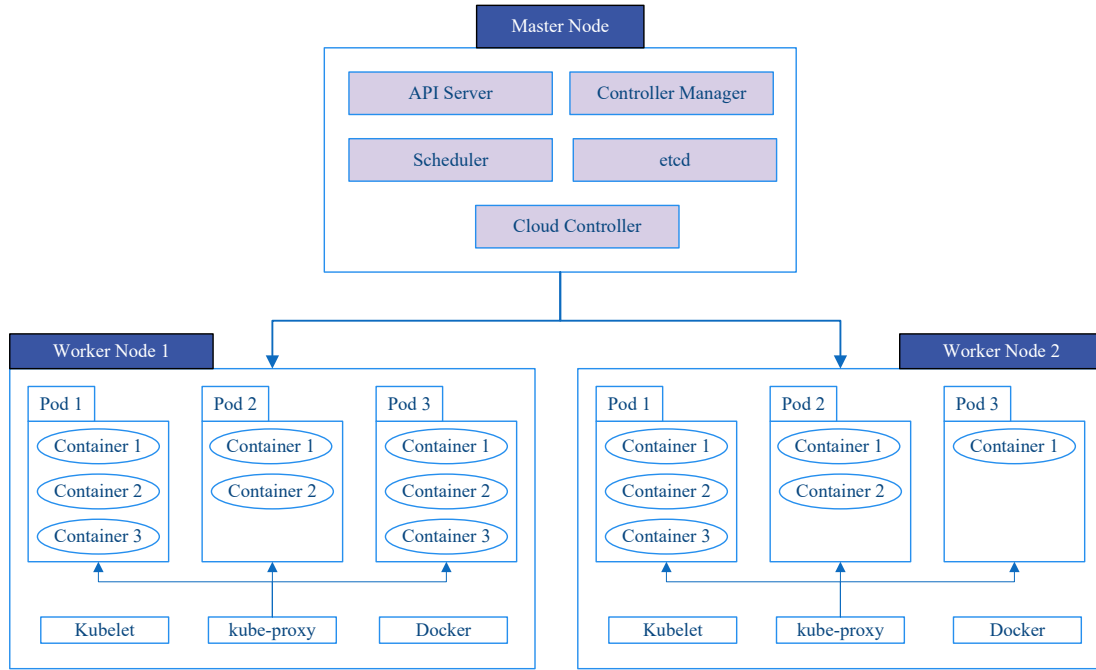 Master Node
API Server
Controller Manager
Scheduler
etcd
Cloud Controller
Worker Node 1
Pod 1
Container 1
Container 2
Container 3
Pod 2
Container 1
Container 2
Pod 3
Container 1
Container 2
Container 3
Kubelet
kube-proxy
Docker
Worker Node 2
Pod 1
Container 1
Container 2
Container 3
Pod 2
Container 1
Container 2
Pod 3
Container 1
Kubelet
kube-proxy
Docker